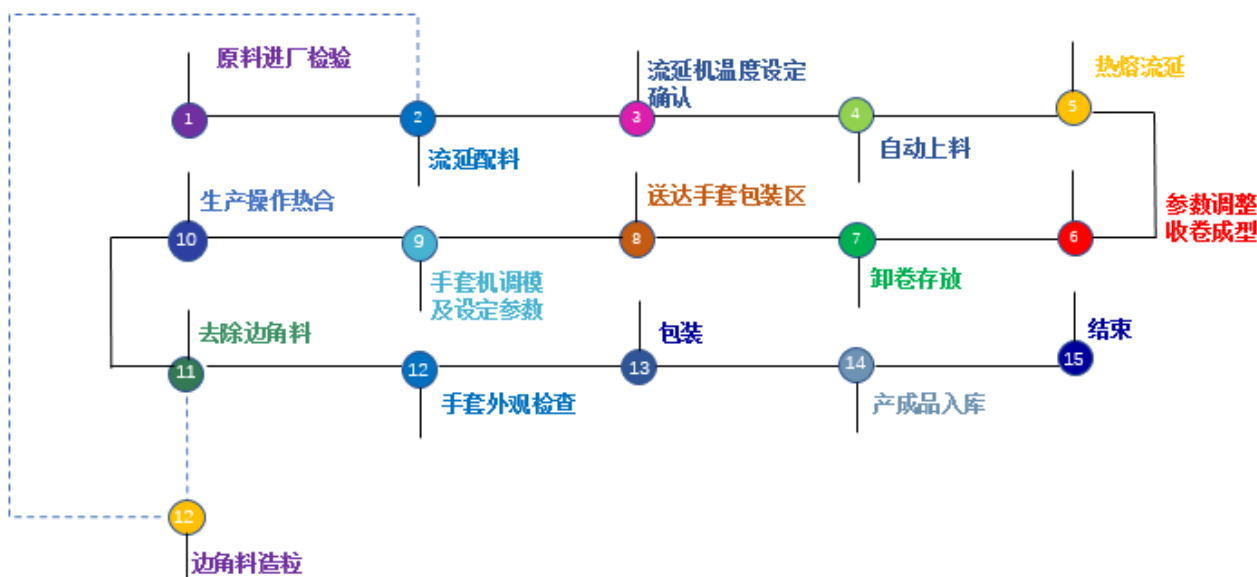 原料进厂检验
1
流延配料
2
流延机温度设定
确认
3
自动上料
4
热熔流延
5
参数调整
收卷成型
6
卸卷存放
7
送达手套包装区
8
手套机调模
及设定参数
9
生产操作热合
10
去除边角料
11
手套外观检查
12
包装
13
产成品入库
14
结束
15
12
边角料造粒